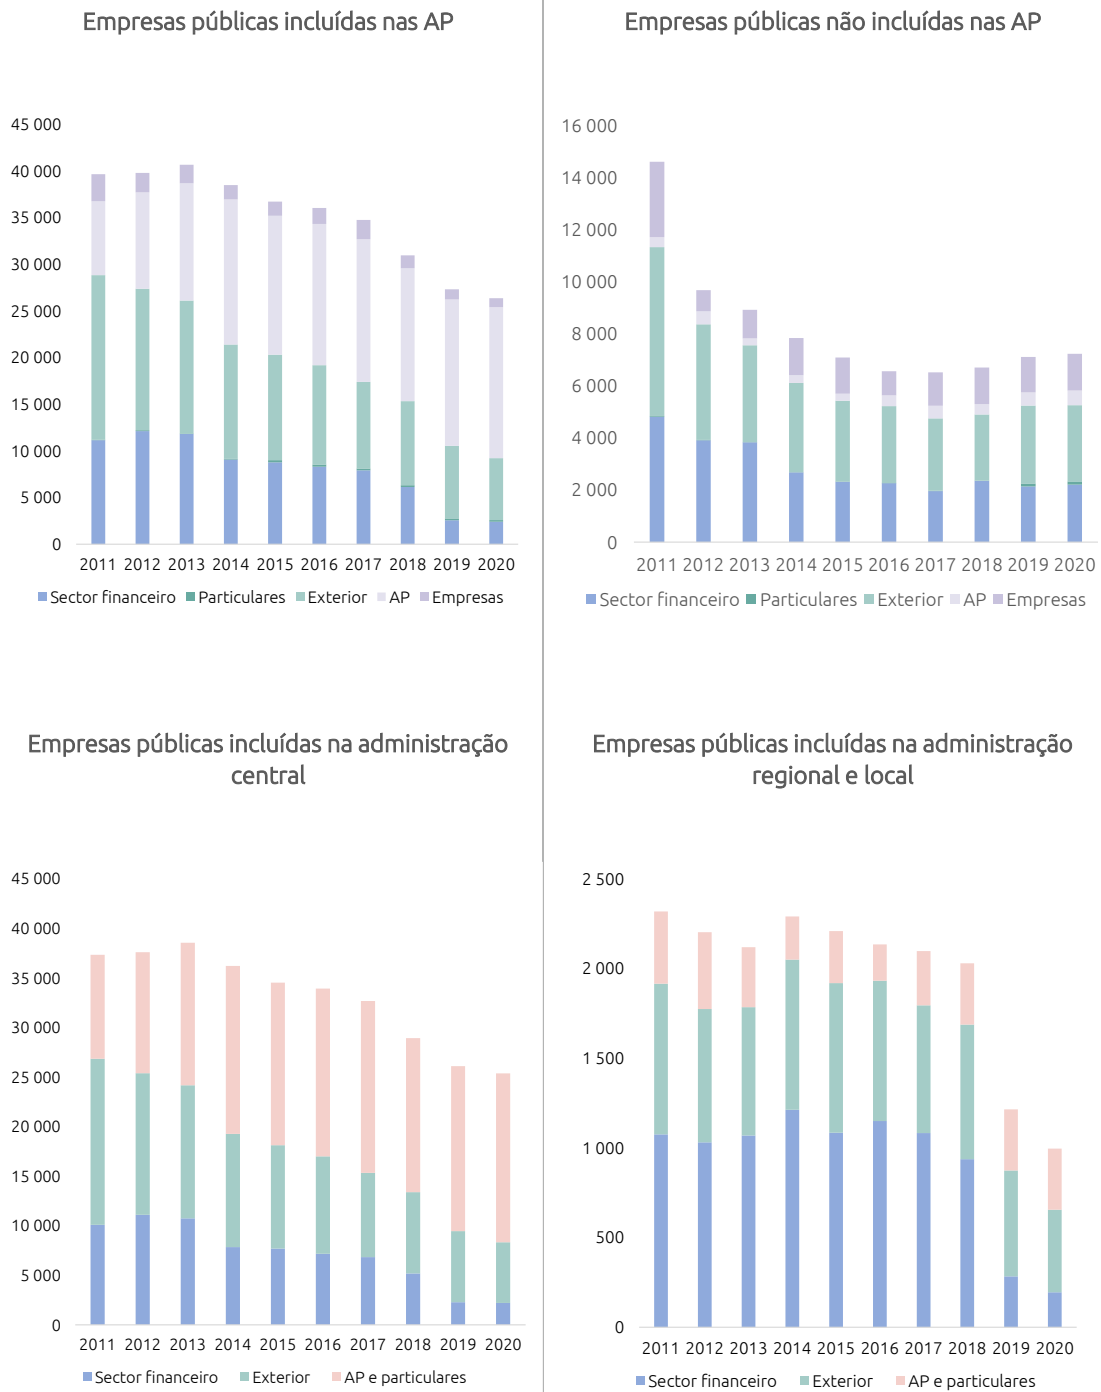 Empresas públicas incluídas nas AP
45 000
40 000
35 000
30 000
25 000
20 000
15 000
10 000
5 000
0
2011 2012 2013 2014 2015 2016 2017 2018 2019 2020
Sector financeiro Particulares Exterior AP Empresas
Empresas públicas não incluídas nas AP
16 000
14 000
12 000
10 000
8 000
6 000
4 000
2 000
0
2011 2012 2013 2014 2015 2016 2017 2018 2019 2020
Sector financeiro Particulares Exterior AP Empresas
Empresas públicas incluídas na administração
central
45 000
40 000
35 000
30 000
25 000
20 000
15 000
10 000
5 000
0
2011 2012 2013 2014 2015 2016 2017 2018 2019 2020
Sector financeiro Exterior AP e particulares
Empresas públicas incluídas na administração
regional e local
2 500
2 000
1 500
1 000
500
0
2011 2012 2013 2014 2015 2016 2017 2018 2019 2020
Sector financeiro Exterior AP e particulares